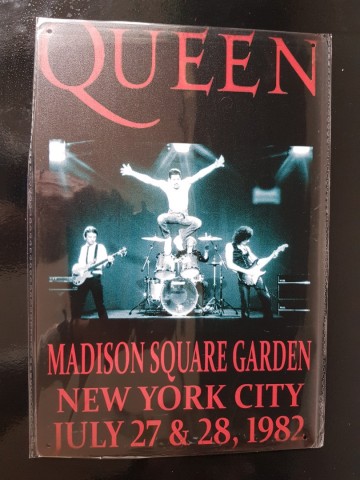 QUEEN
MADISON SQUARE GARDEN
NEW YORK CITY
JULY 27 & 28, 1982